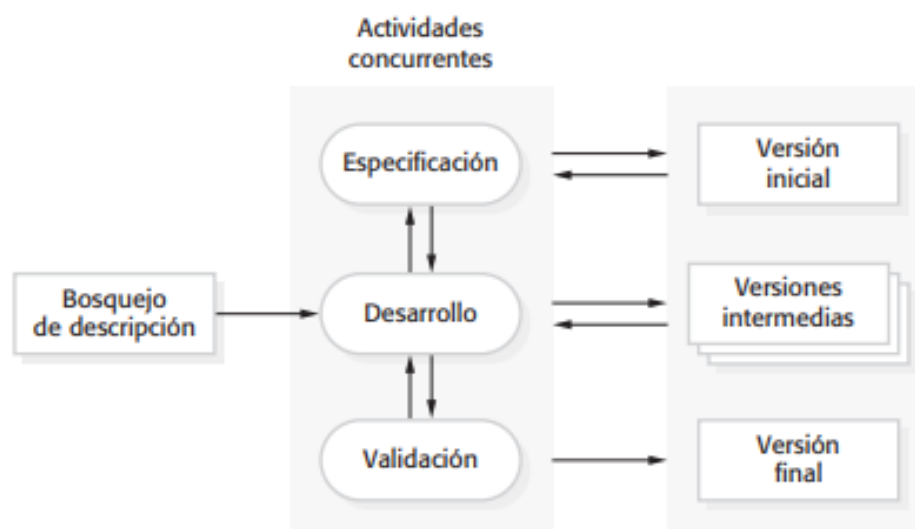 Actividades
concurrentes
Especificación
Versión
inicial
Bosquejo
de descripción
Desarrollo
Versiones
intermedias
Validación
Versión
final